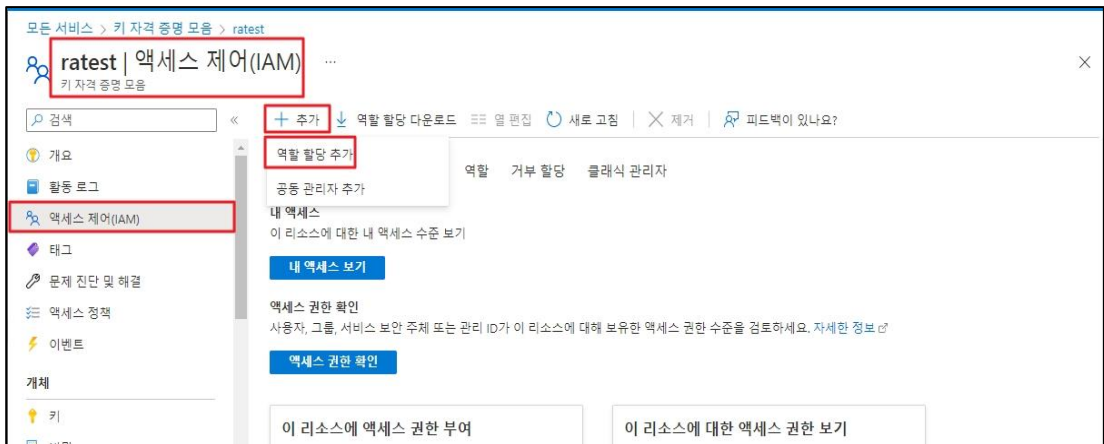 모든 서비스 > 키 자격 증명 모음 > ratest
ratest | 액세스 제어(IAM) ...
키 자격 증명 모음
검색 «
추가 역할 할당 다운로드 열 편집 새로 고침 제거 피드백이 있나요?
역할 할당 추가
공동 관리자 추가
역할 거부 할당 클래식 관리자
개요
활동 로그
액세스 제어(IAM)
태그
문제 진단 및 해결
액세스 정책
이벤트
개체
키
내 액세스
이 리소스에 대한 내 액세스 수준 보기
내 액세스 보기
액세스 권한 확인
사용자, 그룹, 서비스 보안 주체 또는 관리 ID가 이 리소스에 대해 보유한 액세스 권한 수준을 검토하세요. 자세한 정보
액세스 권한 확인
이 리소스에 액세스 권한 부여
이 리소스에 대한 액세스 권한 보기